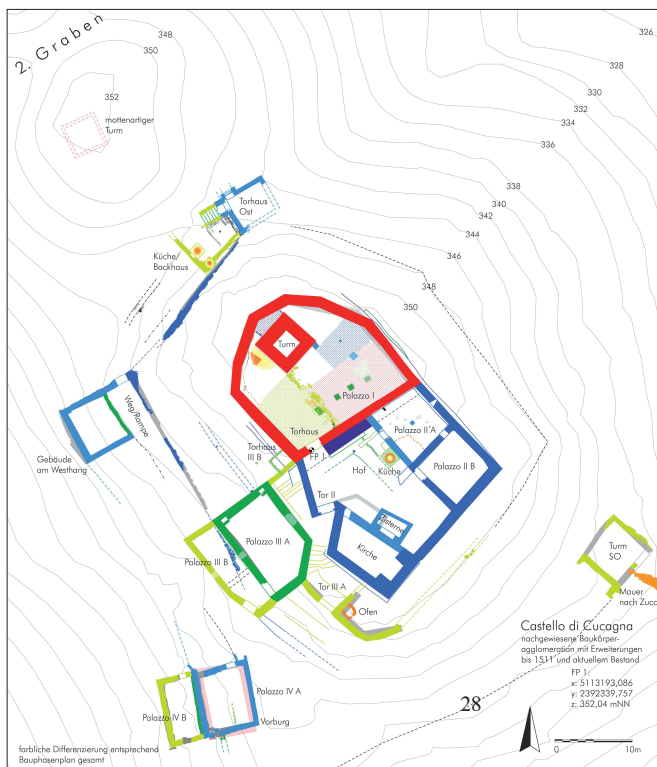 2. Graben
348
350
352
mottenartiger
Turm
326
328
330
332
334
336
338
340
342
344
346
348
350
Torhaus
Ost
Küche/
Backhaus
Turm
Palazzo I
Weg/Rampe
Torhaus
Torhaus
III B
FP 1
Palazzo II A
Hof
Küche
Palazzo II B
Gebäude
am Westhang
Tor II
Zisterne
Kirche
Palazzo III A
Palazzo III B
Tor III A
Ofen
Turm
SO
Mauer
nach Zucc
Palazzo IV A
Palazzo IV B
Vorburg
Castello di Cucagna
nachgewiesene Baukörper-
agglomeration mit Erweiterungen
bis 1511 und aktuellem Bestand
FP 1:
x: 5113193,086
y: 2392339,757
z: 352,04 mNN
28
0
10m
farbliche Differenzierung entsprechend
Bauphasenplan gesamt